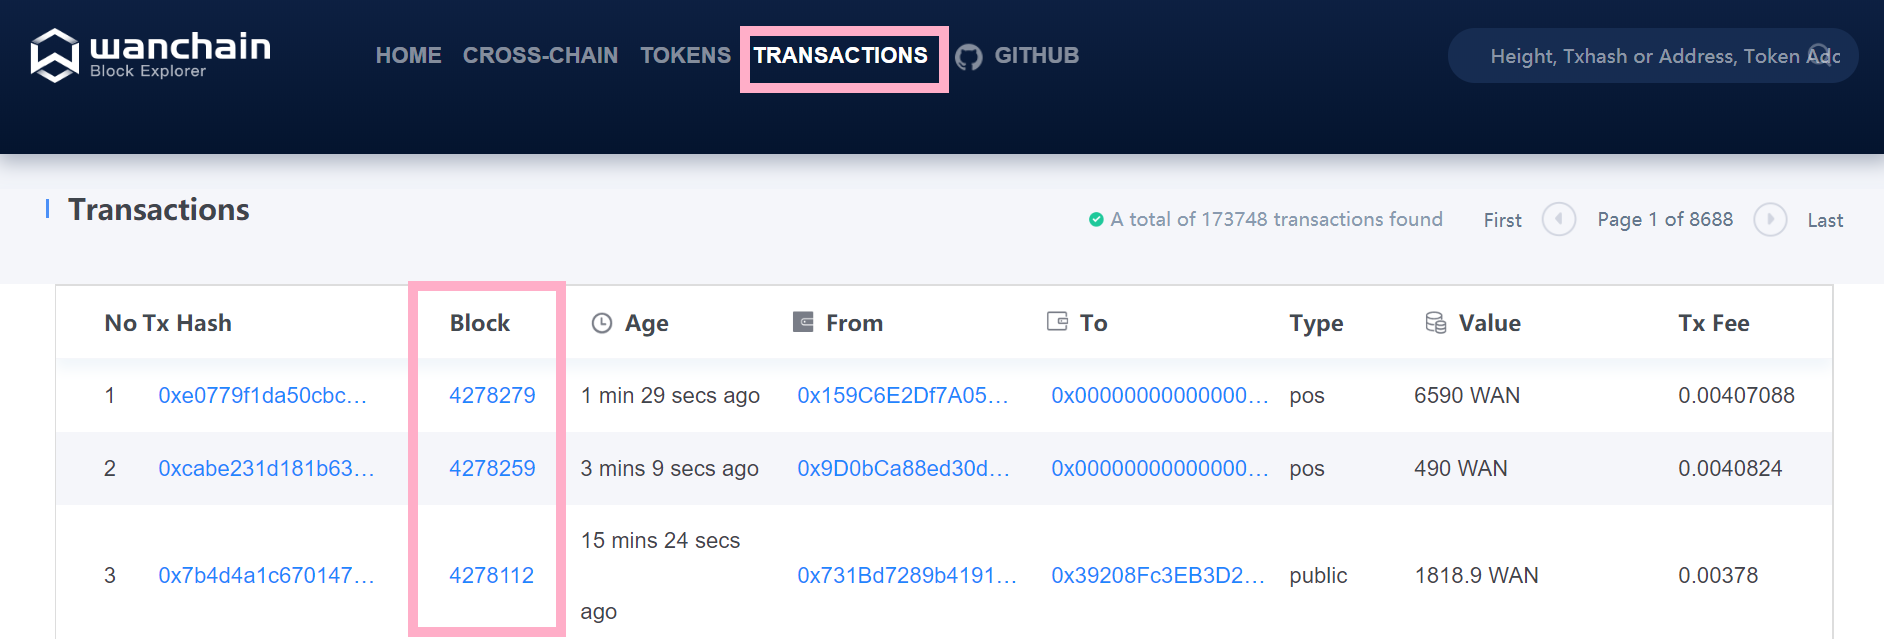 wanchain
Block Explorer
HOME CROSS-CHAIN TOKENS TRANSACTIONS GITHUB
Height, Txhash or Address, Token Adc
Transactions
A total of 173748 transactions found First Page 1 of 8688 Last
No Tx Hash Block Age From To Type Value Tx Fee
1 0xe0779f1da50cbc... 4278279 1 min 29 secs ago 0x159C6E2Df7A05... 0x00000000000000... pos 6590 WAN 0.00407088
2 0xcabe231d181b63... 4278259 3 mins 9 secs ago 0x9D0bCa88ed30d... 0x00000000000000... pos 490 WAN 0.0040824
15 mins 24 secs
3 0x7b4d4a1c670147... 4278112 0x731Bd7289b4191... 0x39208Fc3EB3D2... public 1818.9 WAN 0.00378
ago